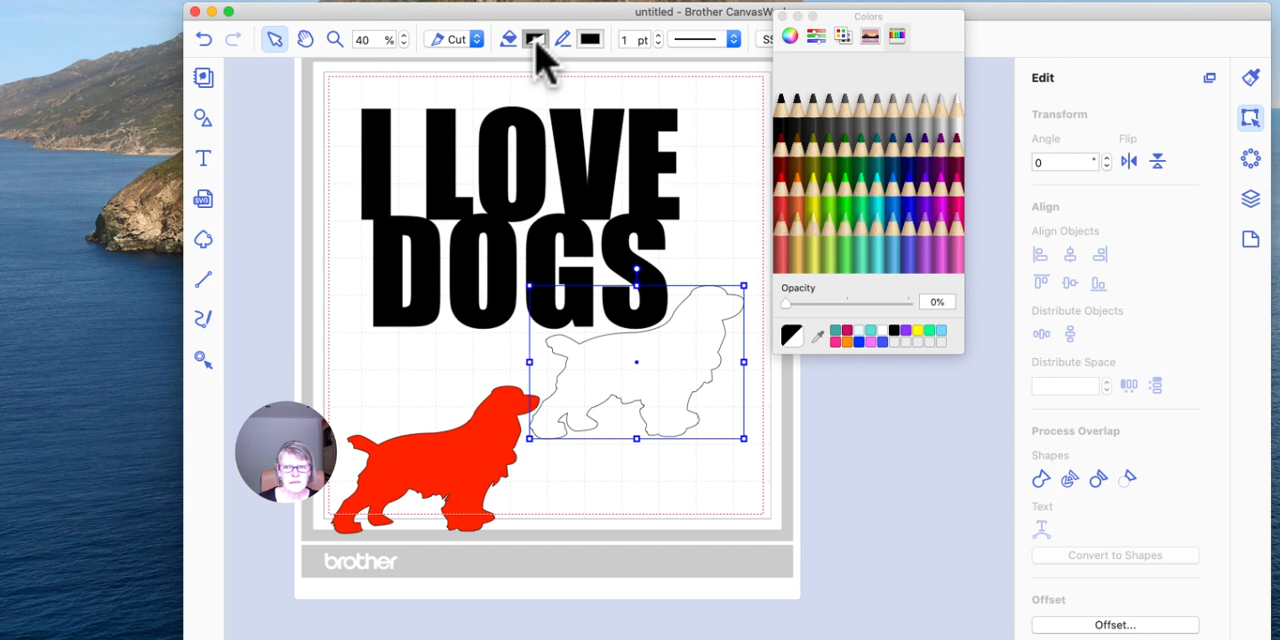 untitled - Brother CanvasW
Colors
40 %
Cut
1 pt
I LOVE
DOGS
brother
Opacity
0%
Edit
Transform
Angle
Flip
0 °
Align
Align Objects
Distribute Objects
Distribute Space
Process Overlap
Shapes
Text
Convert to Shapes
Offset
Offset...
SVG